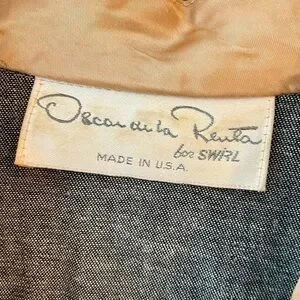 Oscar de la Renta
for SWIRL
MADE IN U.S.A.